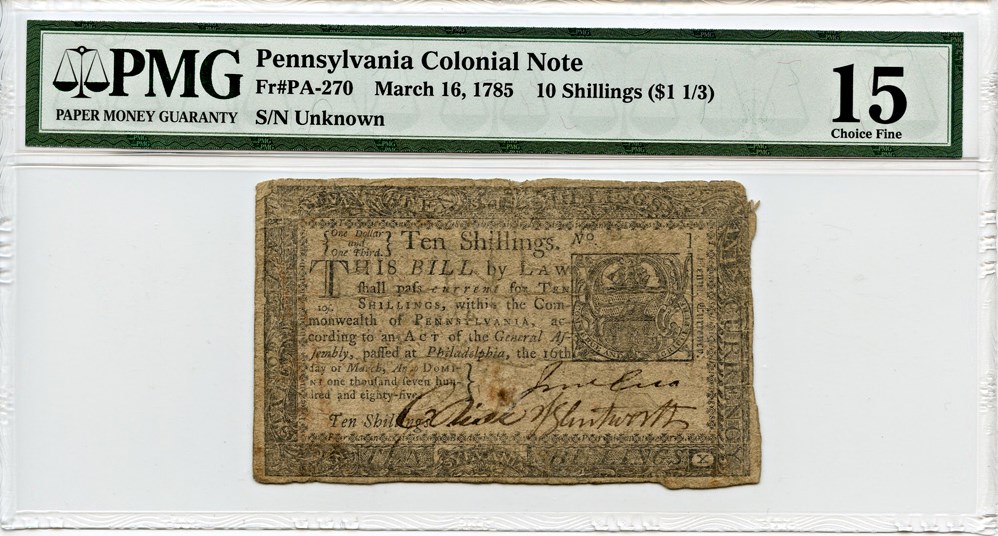 PMG
PAPER MONEY GUARANTY
Pennsylvania Colonial Note
Fr#PA-270 March 16, 1785 10 Shillings ($1 1/3)
S/N Unknown
15
Choice Fine
One Dollar
and
One Third.
Ten Shillings. No
THIS BILL by LAW
shall paſs current for TEN
SHILLINGS, within the Com-
monwealth of PENNSYLVANIA, ac-
cording to an ACT of the General Aſ-
ſembly, paſſed at Philadelphia, the 16th
day of March, DOMI-
NI one thouſand ſeven hun-
dred and eighty-five
10ſ.
Ten Shillings
SHILLINGS
X